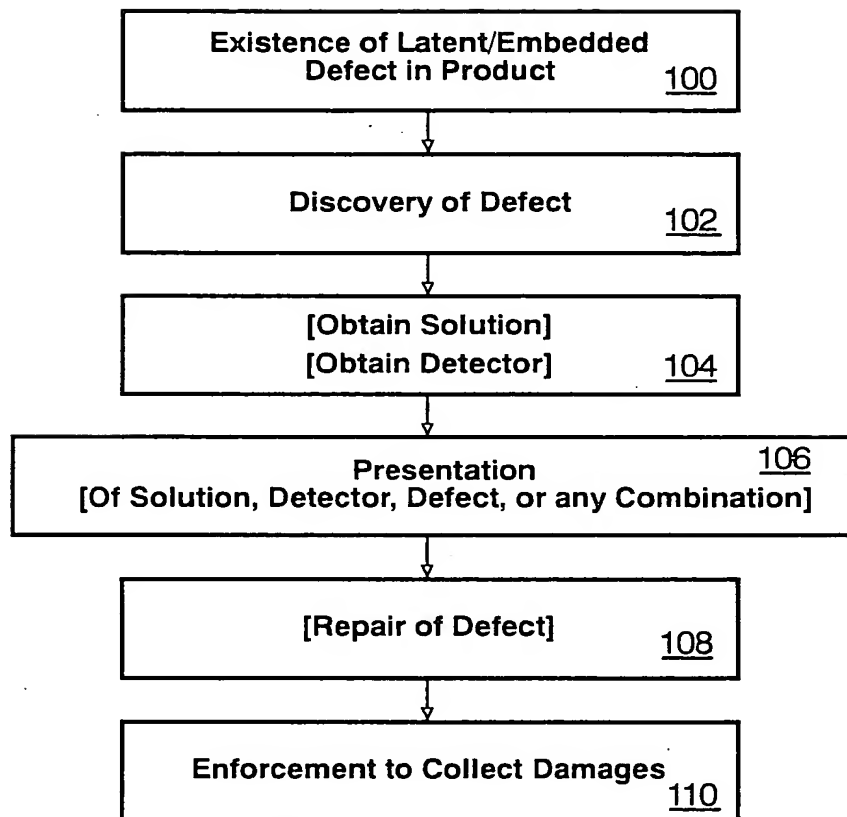 Existence of Latent/Embedded
Defect in Product
100
Discovery of Defect
102
[Obtain Solution]
[Obtain Detector]
104
106
Presentation
[Of Solution, Detector, Defect, or any Combination]
[Repair of Defect]
108
Enforcement to Collect Damages
110